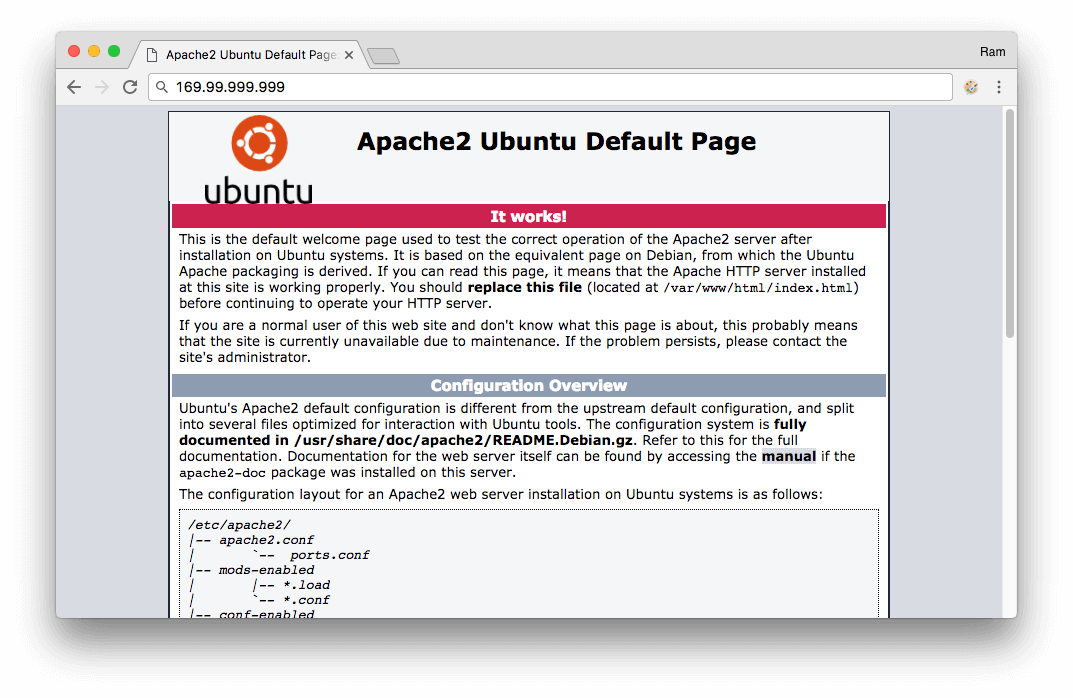 Apache2 Ubuntu Default Page
Ram
169.99.999.999
ubuntu
Apache2 Ubuntu Default Page
It works!
This is the default welcome page used to test the correct operation of the Apache2 server after
installation on Ubuntu systems. It is based on the equivalent page on Debian, from which the Ubuntu
Apache packaging is derived. If you can read this page, it means that the Apache HTTP server installed
at this site is working properly. You should replace this file (located at /var/www/html/index.html)
before continuing to operate your HTTP server.
If you are a normal user of this web site and don't know what this page is about, this probably means
that the site is currently unavailable due to maintenance. If the problem persists, please contact the
site's administrator.
Configuration Overview
Ubuntu's Apache2 default configuration is different from the upstream default configuration, and split
into several files optimized for interaction with Ubuntu tools. The configuration system is fully
documented in /usr/share/doc/apache2/README.Debian.gz. Refer to this for the full
documentation. Documentation for the web server itself can be found by accessing the manual if the
apache2-doc package was installed on this server.
The configuration layout for an Apache2 web server installation on Ubuntu systems is as follows:
/etc/apache2/
|-- apache2.conf
|       `--  ports.conf
|-- mods-enabled
|       |-- *.load
|       `-- *.conf
|-- conf-enabled